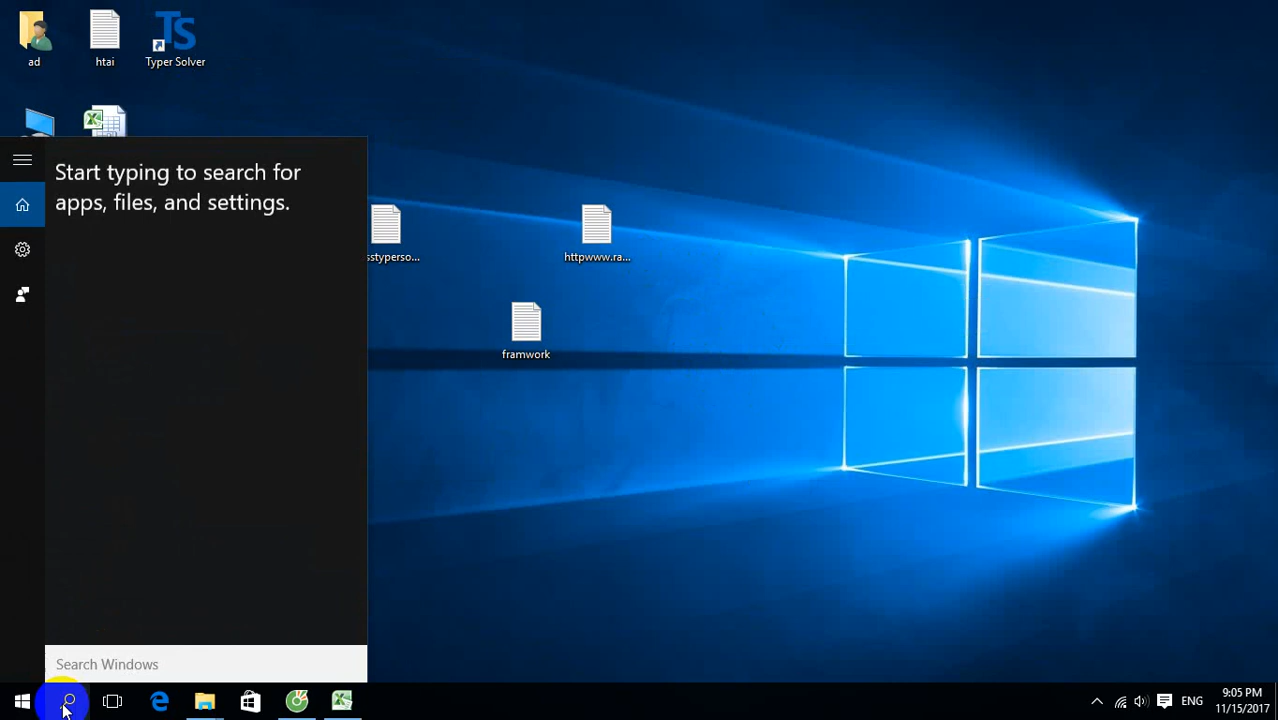 TS
ad
htai
Typer Solver
Start typing to search for
apps, files, and settings.
sstyperso...
httpwww.ra...
framwork
Search Windows
ENG
9:05 PM
11/15/2017